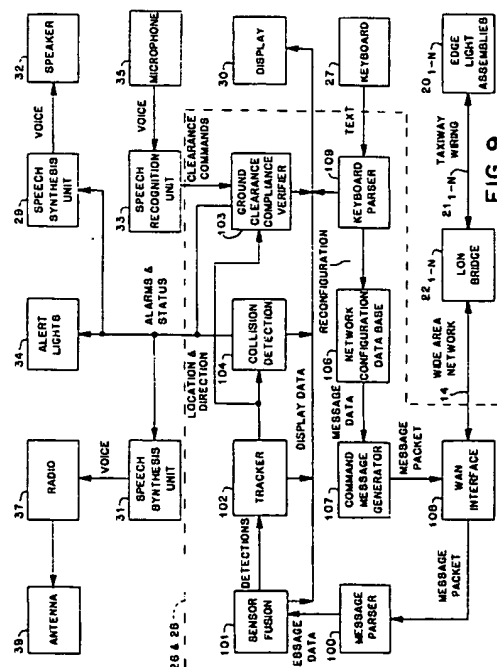 39
ANTENNA
37
RADIO
VOICE
31
SPEECH
SYNTHESIS
UNIT
34
ALERT
LIGHTS
ALARMS &
STATUS
29
SPEECH
SYNTHESIS
UNIT
VOICE
32
SPEAKER
35
MICROPHONE
VOICE
33
SPEECH
RECOGNITION
UNIT
CLEARANCE
COMMANDS
26 & 28
LOCATION &
DIRECTION
101
SENSOR
FUSION
DETECTIONS
102
TRACKER
104
COLLISION
DETECTION
103
GROUND
CLEARANCE
COMPLIANCE
VERIFIER
30
DISPLAY
DISPLAY DATA
MESSAGE
DATA
100
MESSAGE
PARSER
107
COMMAND
MESSAGE
GENERATOR
MESSAGE
DATA
106
NETWORK
CONFIGURATION
DATA BASE
RECONFIGURATION
109
KEYBOARD
PARSER
TEXT
27
KEYBOARD
MESSAGE
PACKET
MESSAGE PACKET
108
WAN
INTERFACE
14
WIDE AREA
NETWORK
22 1-N
LON
BRIDGE
21 1-N
TAXIWAY
WIRING
20 1-N
EDGE
LIGHT
ASSEMBLIES
FIG. 9